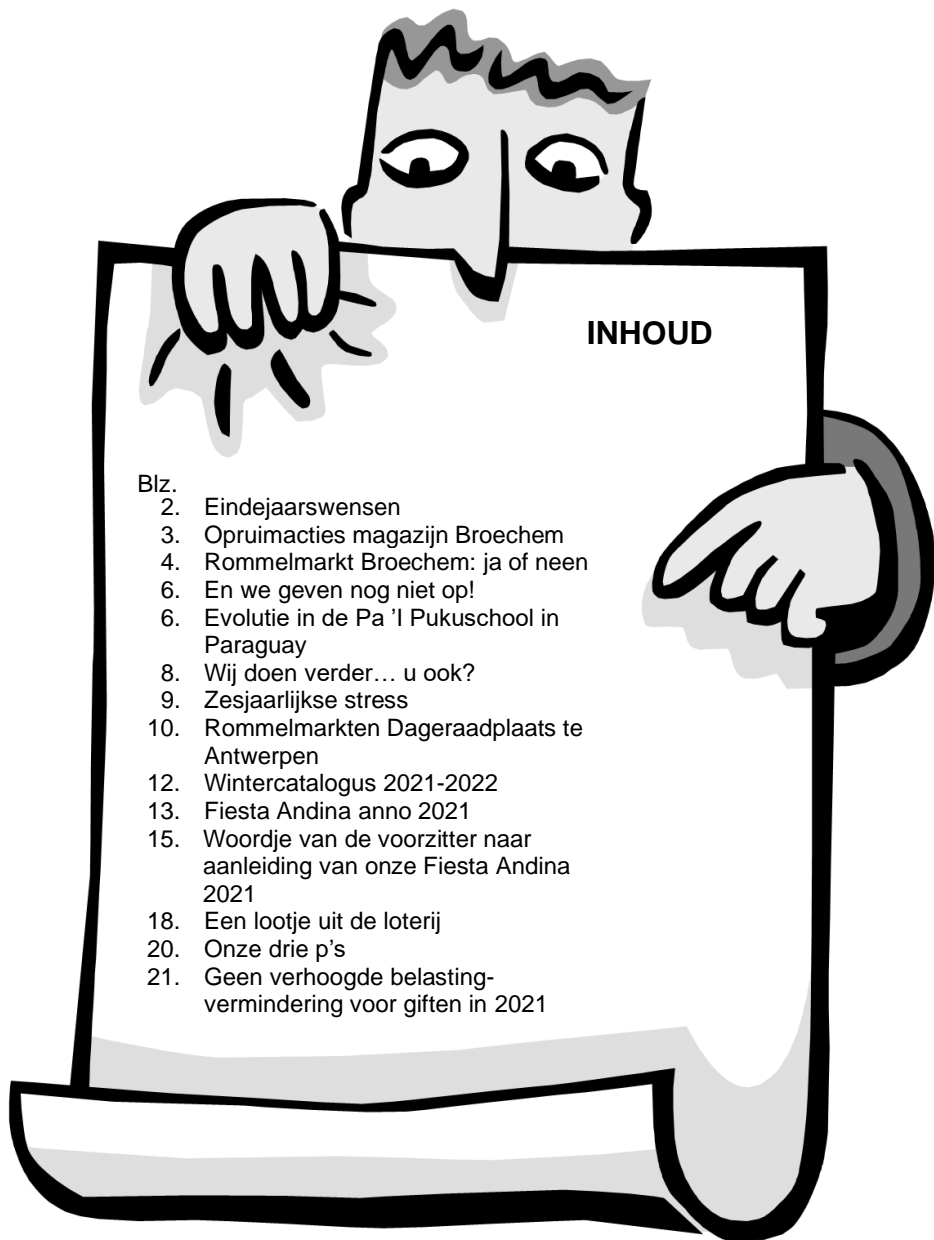 INHOUD
Blz.
2. Eindejaarswensen
3. Opruimacties magazijn Broechem
4. Rommelmarkt Broechem: ja of neen
6. En we geven nog niet op!
6. Evolutie in de Pa ’I Pukuschool in
Paraguay
8. Wij doen verder… u ook?
9. Zesjaarlijkse stress
10. Rommelmarkten Dageraadplaats te
Antwerpen
12. Wintercatalogus 2021-2022
13. Fiesta Andina anno 2021
15. Woordje van de voorzitter naar
aanleiding van onze Fiesta Andina
2021
18. Een lootje uit de loterij
20. Onze drie p’s
21. Geen verhoogde belasting-
vermindering voor giften in 2021